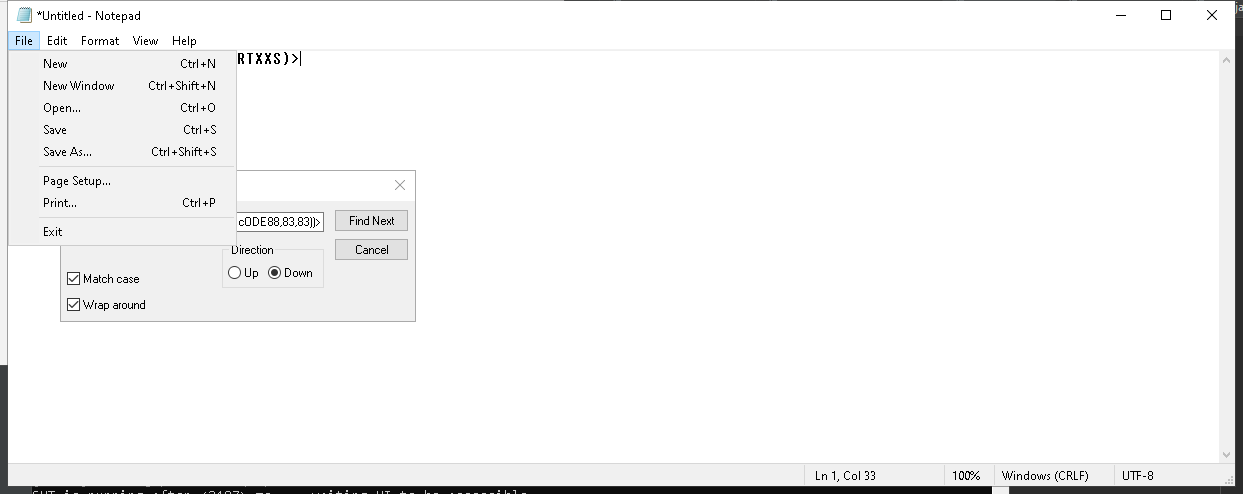 *Untitled - Notepad
File Edit Format View Help
RTXXS)>
New Ctrl+N
New Window Ctrl+Shift+N
Open... Ctrl+O
Save Ctrl+S
Save As... Ctrl+Shift+S
Page Setup...
Print... Ctrl+P
Exit
cODE88,83,83))> Find Next
Direction Cancel
Up Down
Match case
Wrap around
Ln 1, Col 33 100% Windows (CRLF) UTF-8